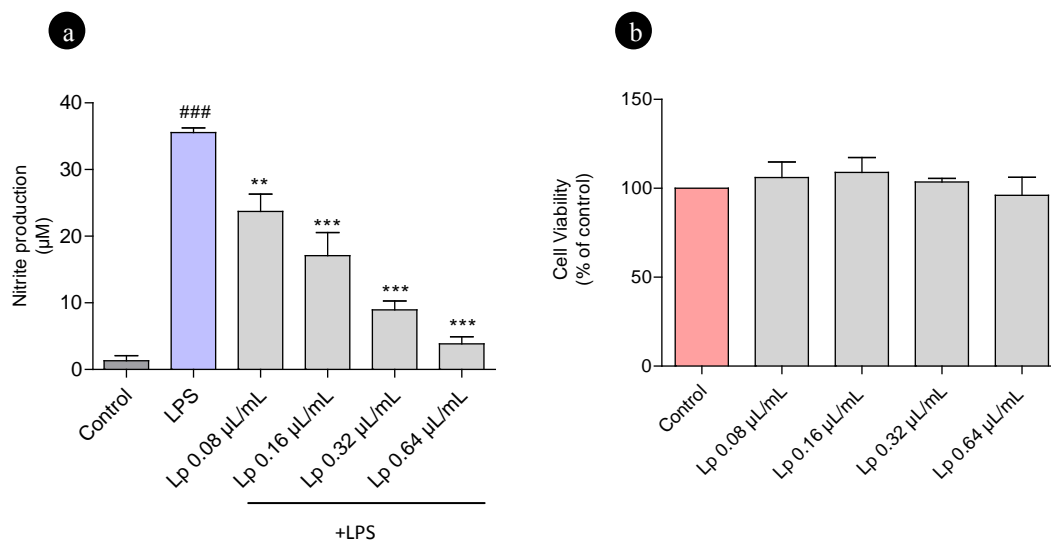 a
Nitrite production
(µM)
40
30
20
10
0
###
**
***
***
***
Control
LPS
Lp 0.08 µL/mL
Lp 0.16 µL/mL
Lp 0.32 µL/mL
Lp 0.64 µL/mL
+LPS
b
Cell Viability
(% of control)
150
100
50
0
Control
Lp 0.08 µL/mL
Lp 0.16 µL/mL
Lp 0.32 µL/mL
Lp 0.64 µL/mL